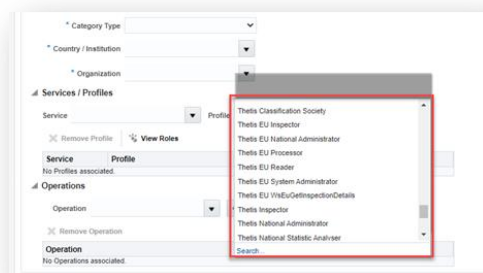 * Category Type
* Country / Institution
* Organization
Services / Profiles
Service
Profile
Remove Profile
View Roles
Service Profile
No Profiles associated.
Operations
Operation
Remove Operation
Operation
No Operations associated.
Thetis Classification Society
Thetis EU Inspector
Thetis EU National Administrator
Thetis EU Processor
Thetis EU Reader
Thetis EU System Administrator
Thetis EU WsEuGetInspectionDetails
Thetis Inspector
Thetis National Administrator
Thetis National Statistic Analyser
Search...